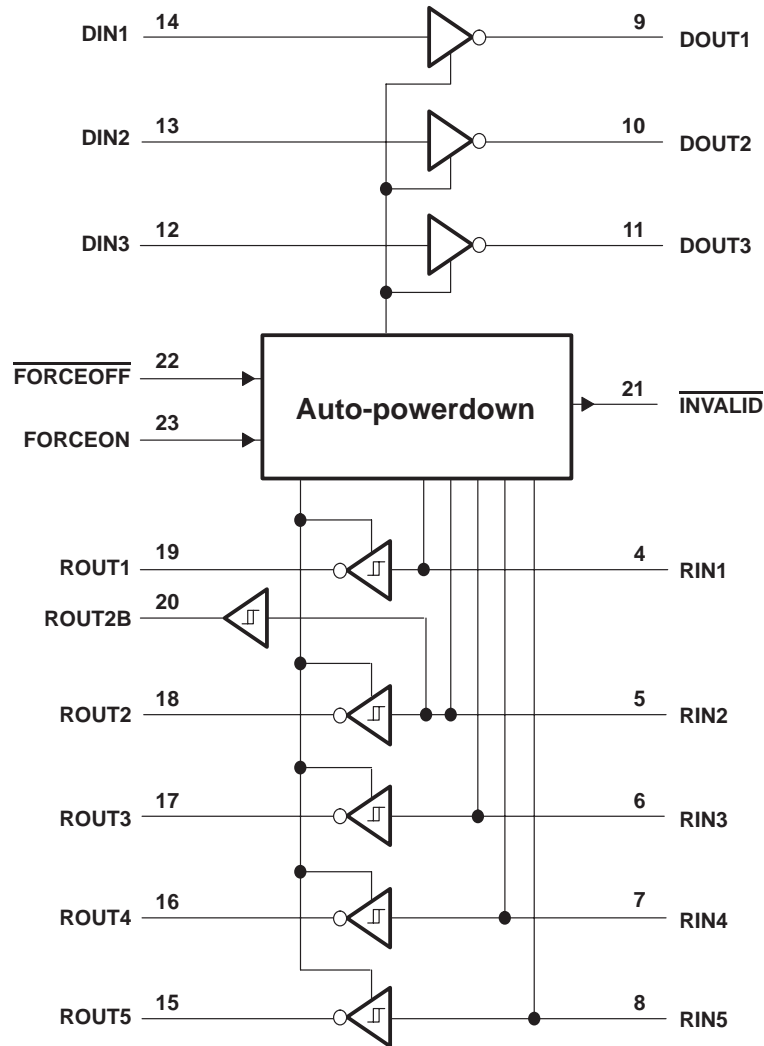 DIN1 14 9 DOUT1
DIN2 13 10 DOUT2
DIN3 12 11 DOUT3
FORCEOFF 22
Auto-powerdown
21 INVALID
FORCEON 23
ROUT1 19 4 RIN1
ROUT2B 20
ROUT2 18 5 RIN2
ROUT3 17 6 RIN3
ROUT4 16 7 RIN4
ROUT5 15 8 RIN5